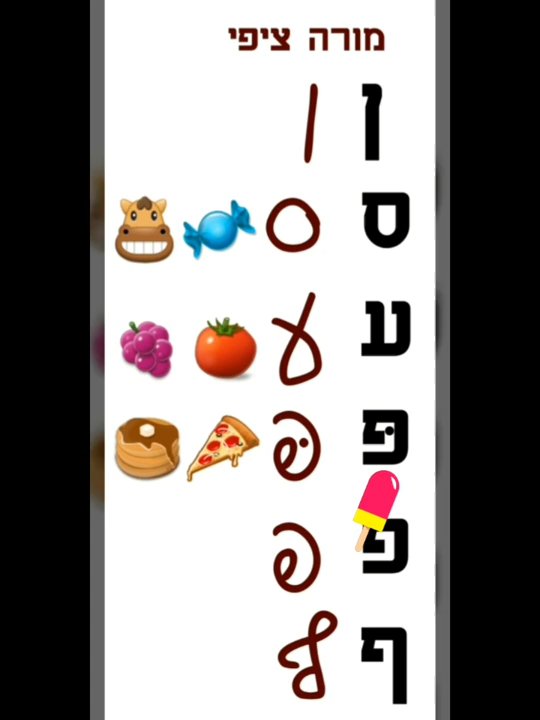 מורה ציפי
ן ן
ס ס
ע ע
פּ פּ
פ פ
ף ף